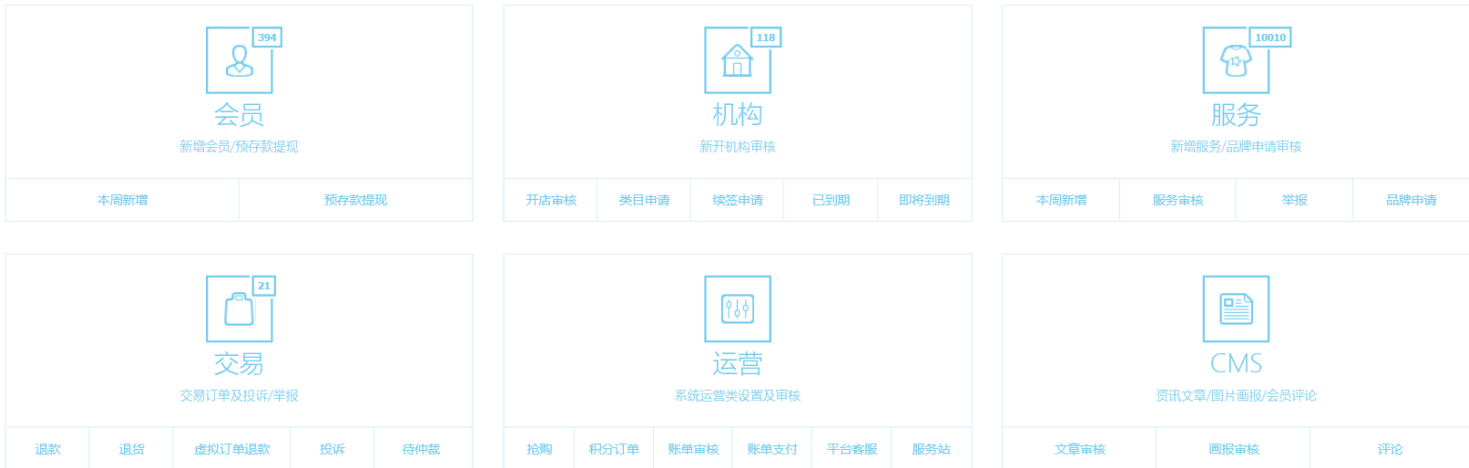 394
会员
新增会员/预存款提现
本周新增 预存款提现
118
机构
新开机构审核
开店审核 类目申请 续签申请 已到期 即将到期
10010
服务
新增服务/品牌申请审核
本周新增 服务审核 举报 品牌申请
21
交易
交易订单及投诉/举报
退款 退货 虚拟订单退款 投诉 待仲裁
运营
系统运营类设置及审核
抢购 积分订单 账单审核 账单支付 平台客服 服务站
CMS
资讯文章/图片画报/会员评论
文章审核 画报审核 评论